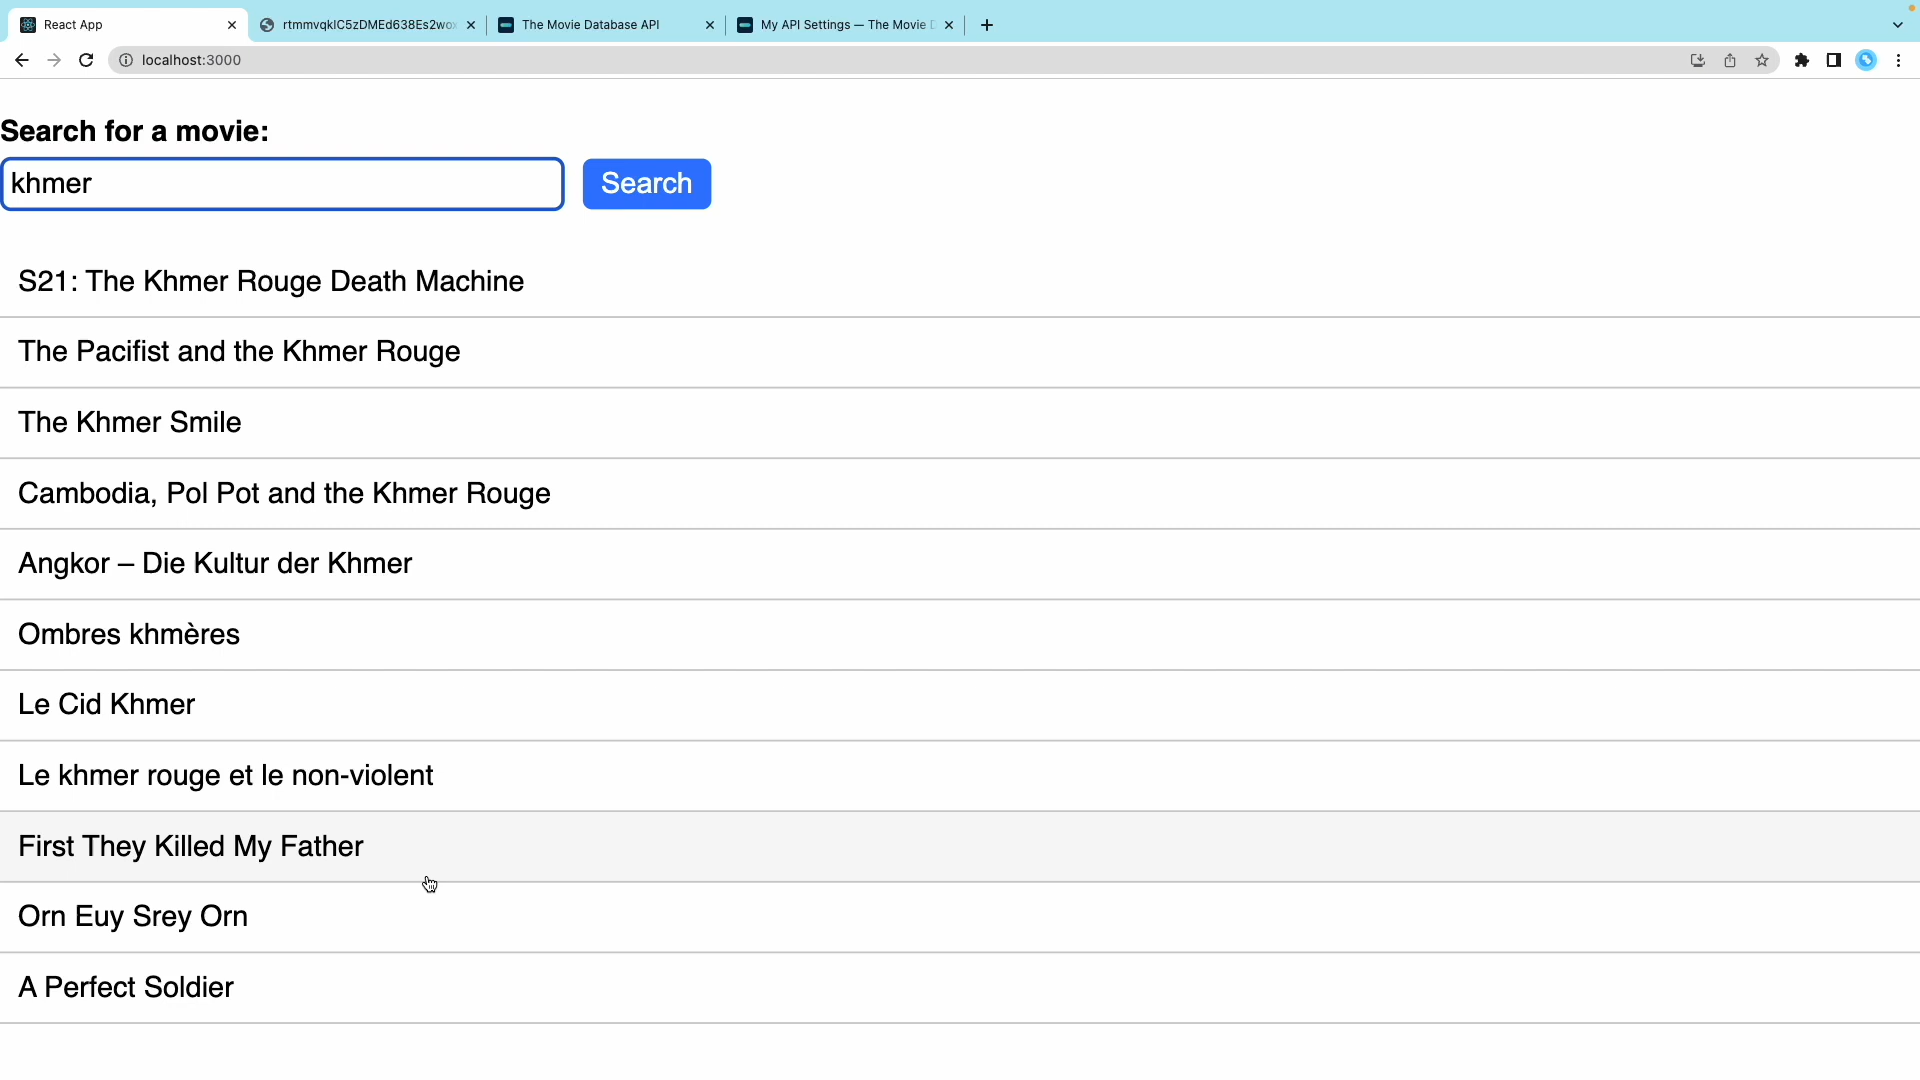 React App
rtmmvqkIC5zDMEd638Es2wox
The Movie Database API
My API Settings — The Movie
localhost:3000
Search for a movie:
khmer
Search
S21: The Khmer Rouge Death Machine
The Pacifist and the Khmer Rouge
The Khmer Smile
Cambodia, Pol Pot and the Khmer Rouge
Angkor – Die Kultur der Khmer
Ombres khmères
Le Cid Khmer
Le khmer rouge et le non-violent
First They Killed My Father
Orn Euy Srey Orn
A Perfect Soldier